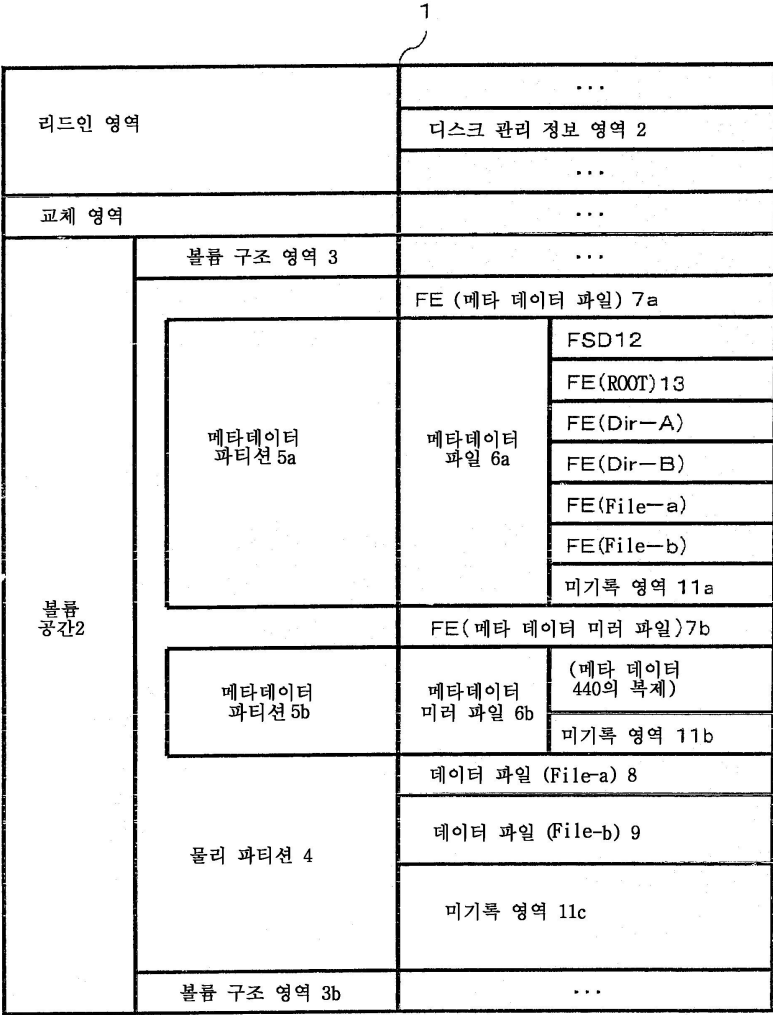 1
리드인 영역
...
디스크 관리 정보 영역 2
...
교체 영역
...
볼륨 구조 영역 3
...
FE (메타 데이터 파일) 7a
FSD12
FE(ROOT)13
FE(Dir-A)
메타데이터
파티션 5a
메타데이터
파일 6a
FE(Dir-B)
FE(File-a)
FE(File-b)
미기록 영역 11a
볼륨
공간2
FE(메타 데이터 미러 파일)7b
메타데이터
파티션 5b
메타데이터
미러 파일 6b
(메타 데이터
440의 복제)
미기록 영역 11b
데이터 파일 (File-a) 8
데이터 파일 (File-b) 9
물리 파티션 4
미기록 영역 11c
볼륨 구조 영역 3b
...